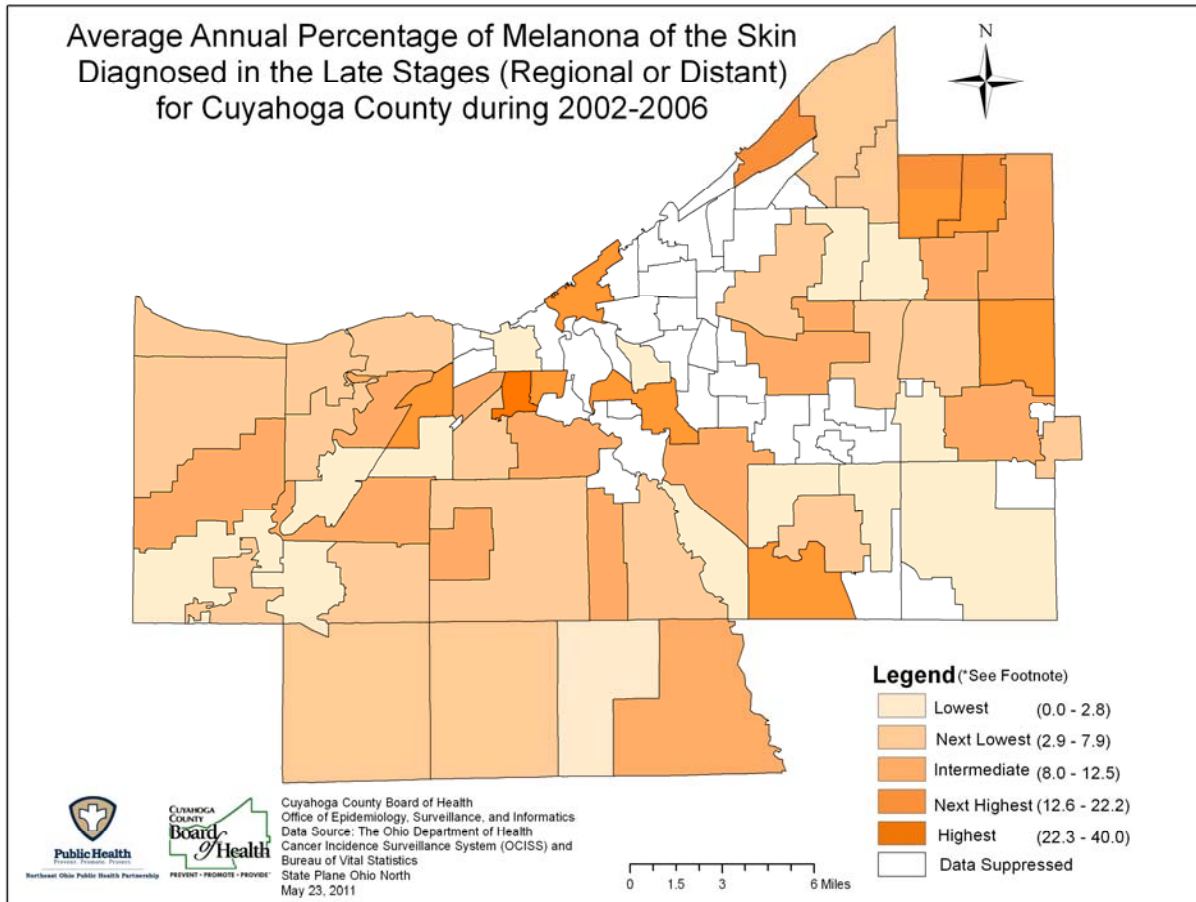 Average Annual Percentage of Melanona of the Skin
Diagnosed in the Late Stages (Regional or Distant)
for Cuyahoga County during 2002-2006
N
Legend (*See Footnote)
Lowest (0.0 - 2.8)
Next Lowest (2.9 - 7.9)
Intermediate (8.0 - 12.5)
Next Highest (12.6 - 22.2)
Highest (22.3 - 40.0)
Data Suppressed
Public Health
Prevent. Promote. Protect.
Northeast Ohio Public Health Partnership
CUYAHOGA
COUNTY
Board
of Health
PREVENT • PROMOTE • PROVIDE
Cuyahoga County Board of Health
Office of Epidemiology, Surveillance, and Informatics
Data Source: The Ohio Department of Health
Cancer Incidence Surveillance System (OCISS) and
Bureau of Vital Statistics
State Plane Ohio North
May 23, 2011
0 1.5 3 6 Miles